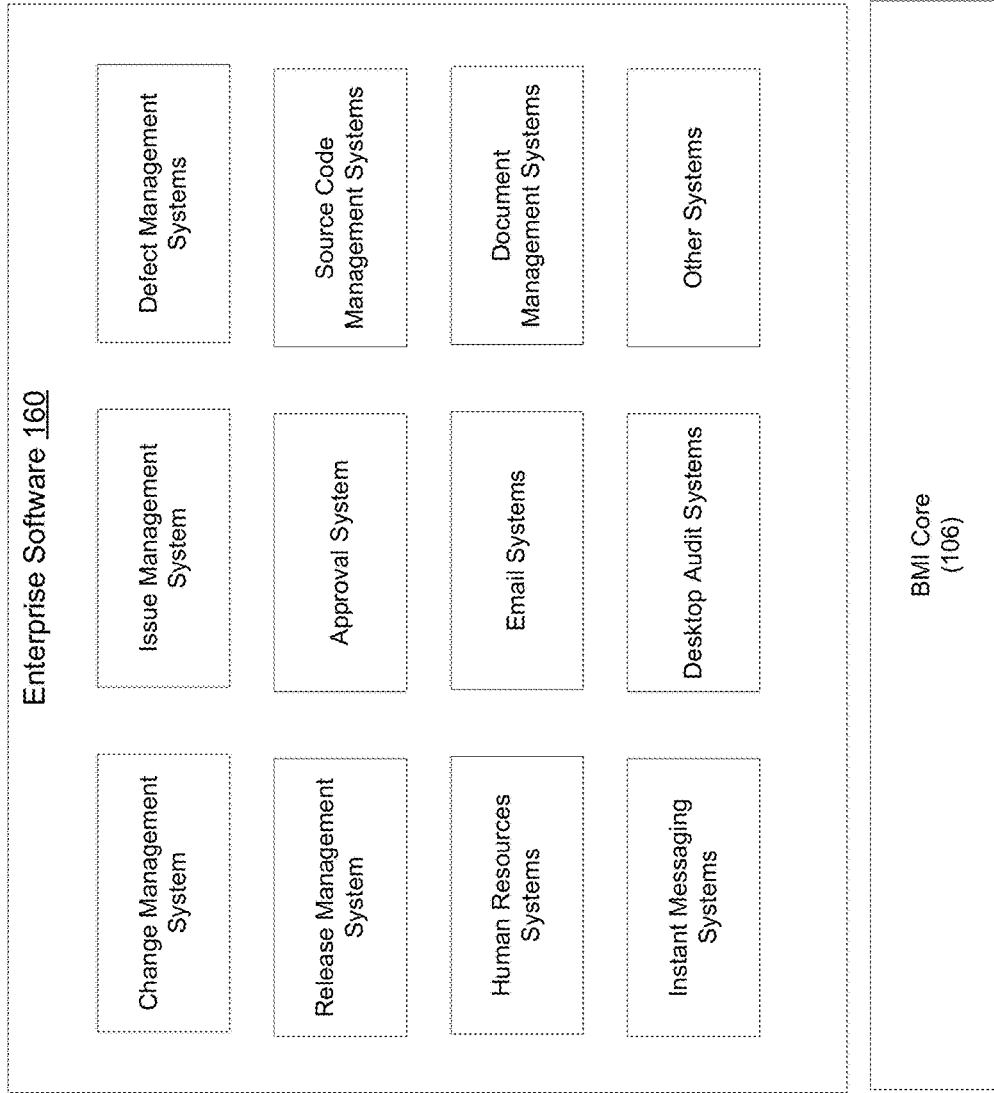 Enterprise Software 160
Change Management
System
Issue Management
System
Defect Management
Systems
Release Management
System
Approval System
Source Code
Management Systems
Human Resources
Systems
Email Systems
Document
Management Systems
Instant Messaging
Systems
Desktop Audit Systems
Other Systems
BMI Core
(106)